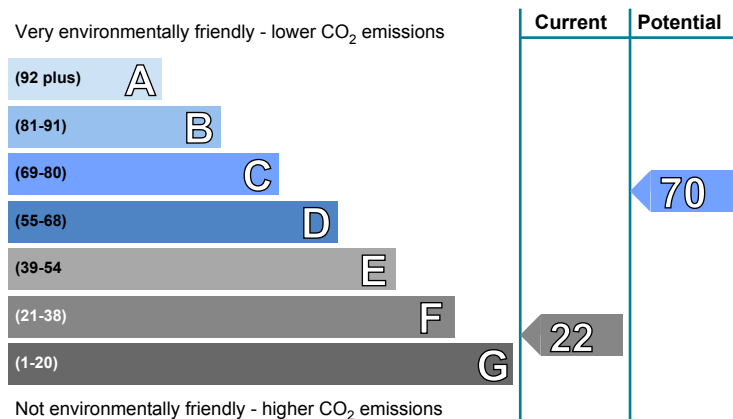 Current Potential
Very environmentally friendly - lower CO2 emissions
(92 plus) A
(81-91) B
(69-80) C
70
(55-68) D
(39-54 E
(21-38) F
22
(1-20) G
Not environmentally friendly - higher CO2 emissions